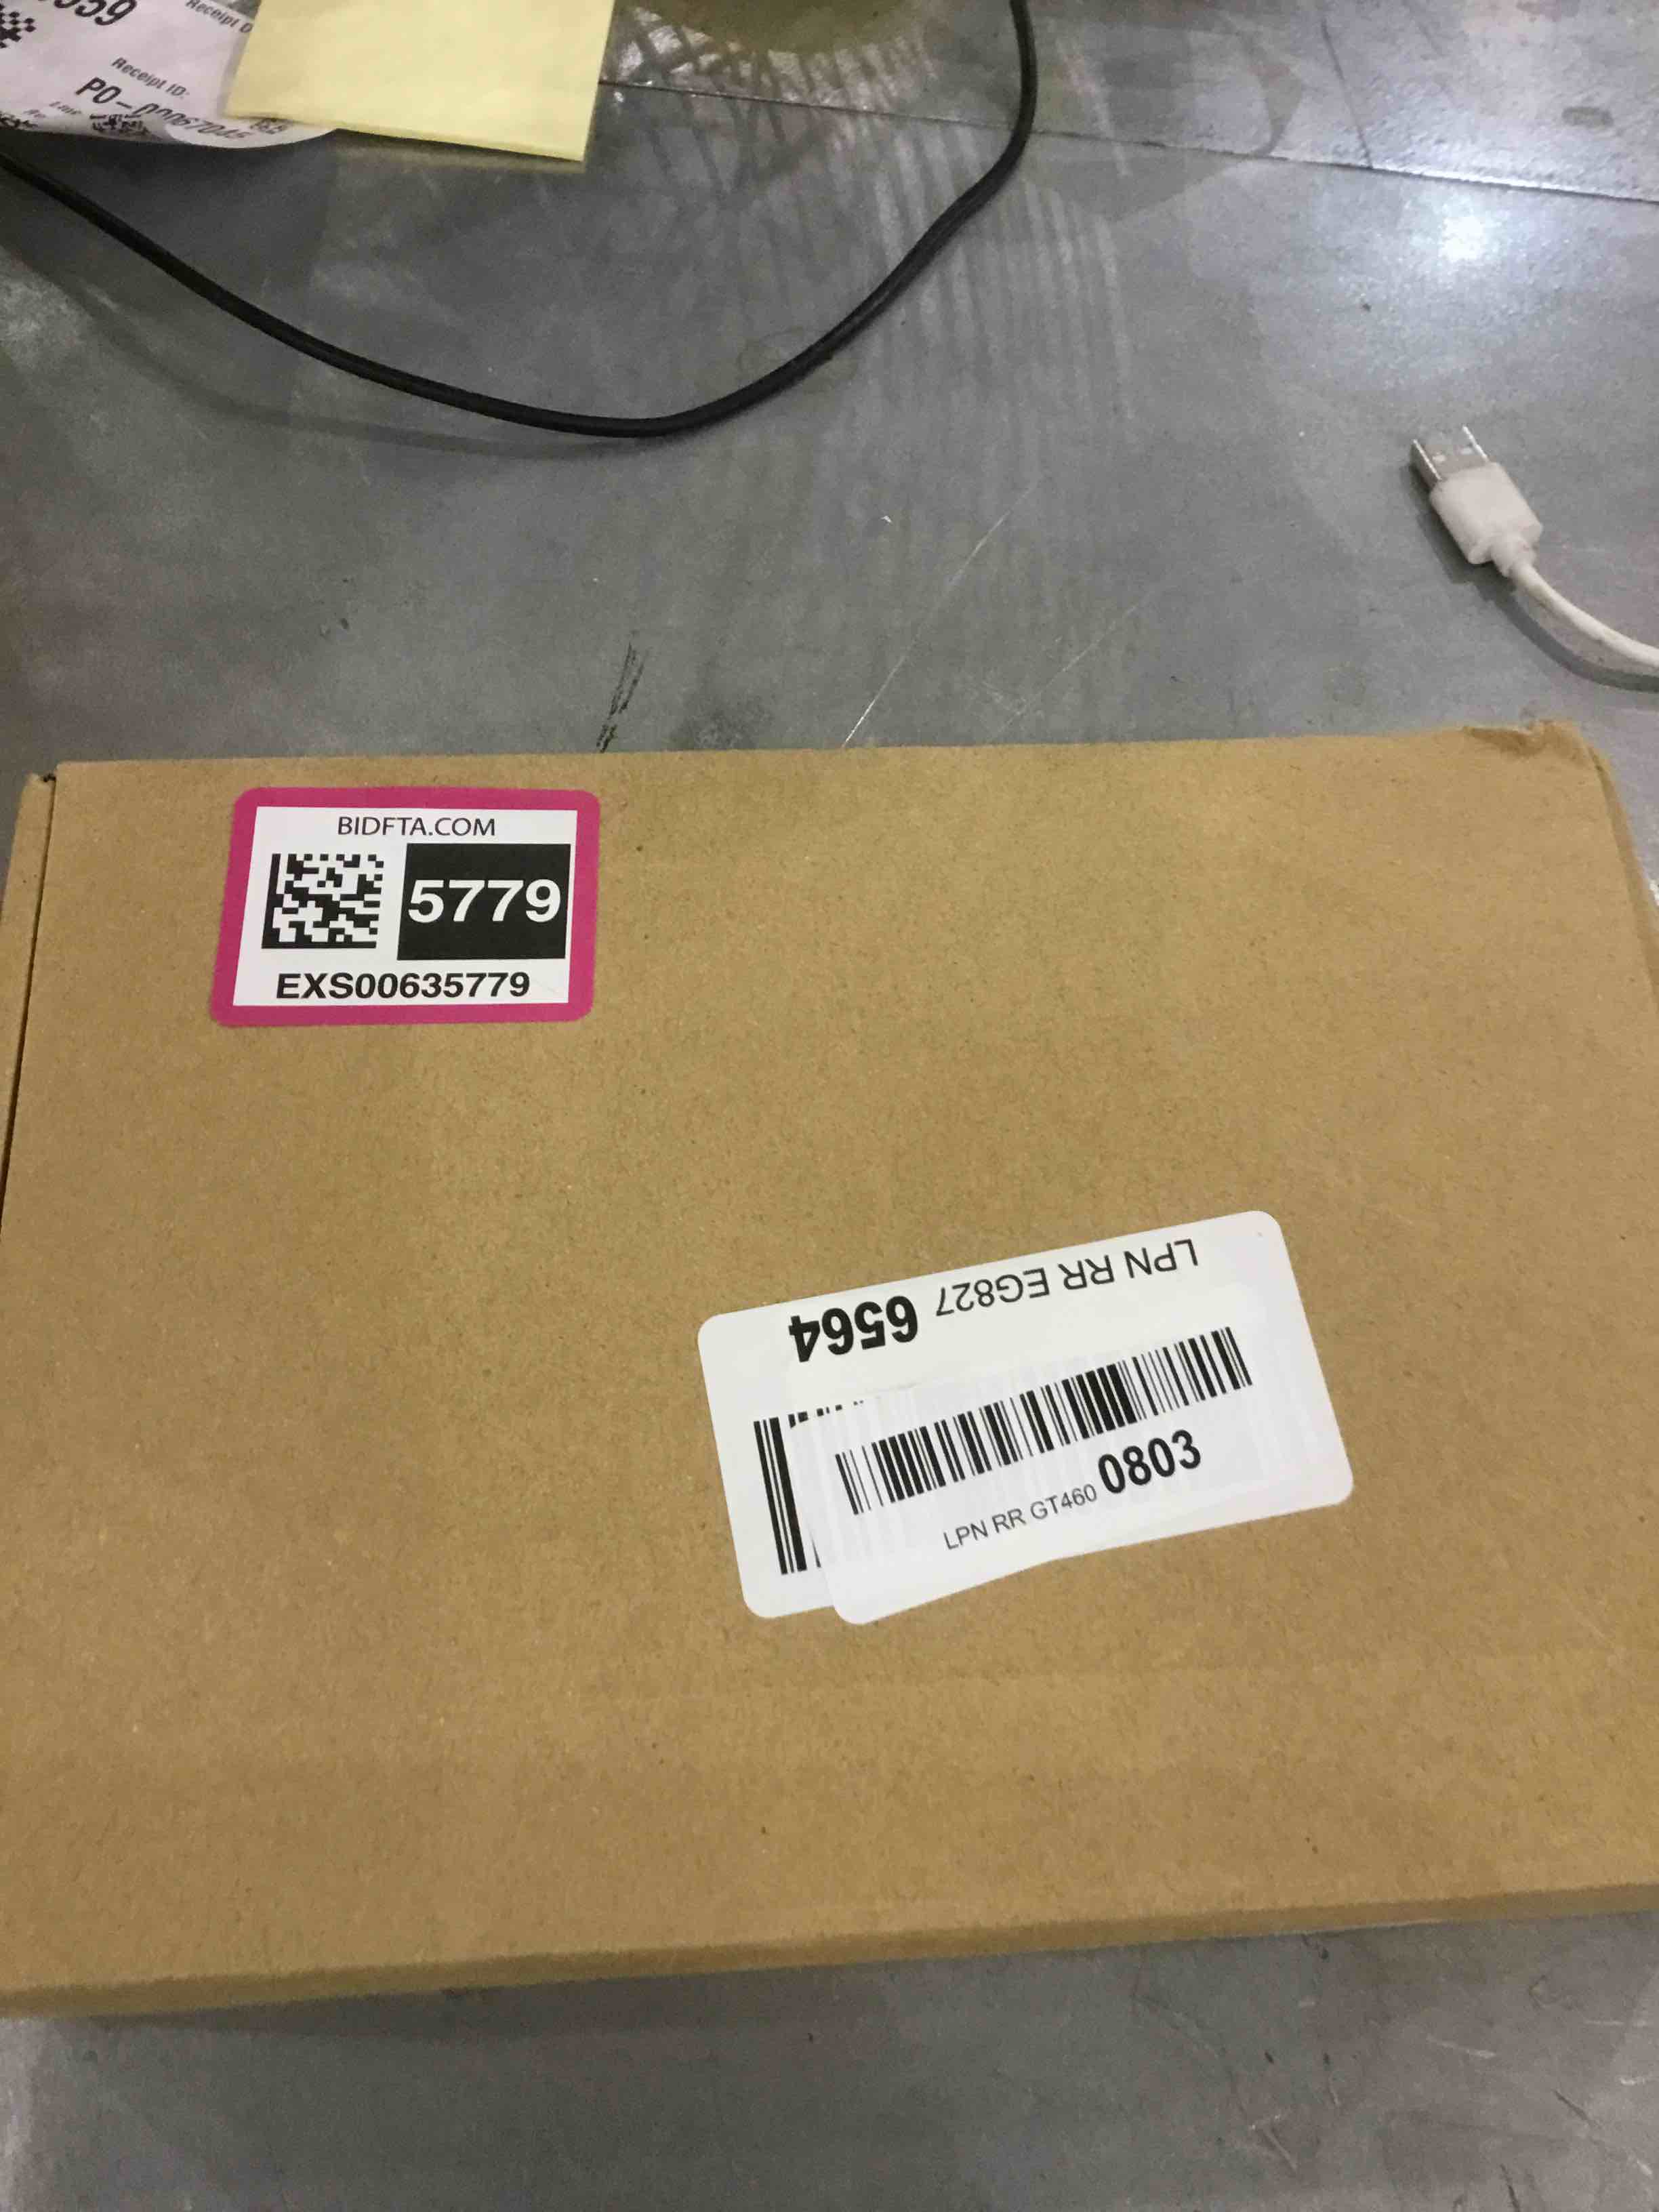 Receipt ID:
BIDFTA.COM
5779
EXS00635779
LPN RR EG827 6564
LPN RR GT460 0803